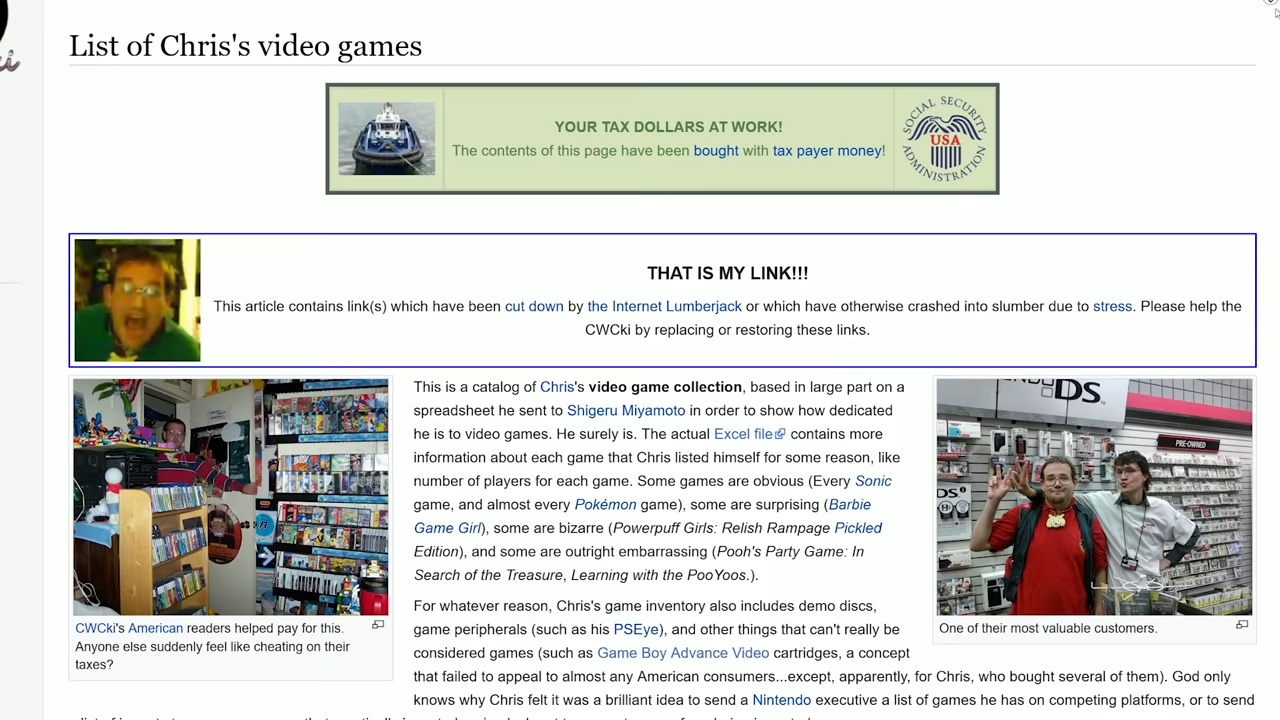 List of Chris's video games
YOUR TAX DOLLARS AT WORK!
The contents of this page have been bought with tax payer money!
SOCIAL SECURITY
USA
ADMINISTRATION
THAT IS MY LINK!!!
This article contains link(s) which have been cut down by the Internet Lumberjack or which have otherwise crashed into slumber due to stress. Please help the
CWCki by replacing or restoring these links.
CWCki's American readers helped pay for this.
Anyone else suddenly feel like cheating on their
taxes?
This is a catalog of Chris's video game collection, based in large part on a
spreadsheet he sent to Shigeru Miyamoto in order to show how dedicated
he is to video games. He surely is. The actual Excel file contains more
information about each game that Chris listed himself for some reason, like
number of players for each game. Some games are obvious (Every Sonic
game, and almost every Pokémon game), some are surprising (Barbie
Game Girl), some are bizarre (Powerpuff Girls: Relish Rampage Pickled
Edition), and some are outright embarrassing (Pooh's Party Game: In
Search of the Treasure, Learning with the PooYoos.).
For whatever reason, Chris's game inventory also includes demo discs,
game peripherals (such as his PSEye), and other things that can't really be
considered games (such as Game Boy Advance Video cartridges, a concept
that failed to appeal to almost any American consumers...except, apparently, for Chris, who bought several of them). God only
knows why Chris felt it was a brilliant idea to send a Nintendo executive a list of games he has on competing platforms, or to send
DS
PRE-OWNED
One of their most valuable customers.